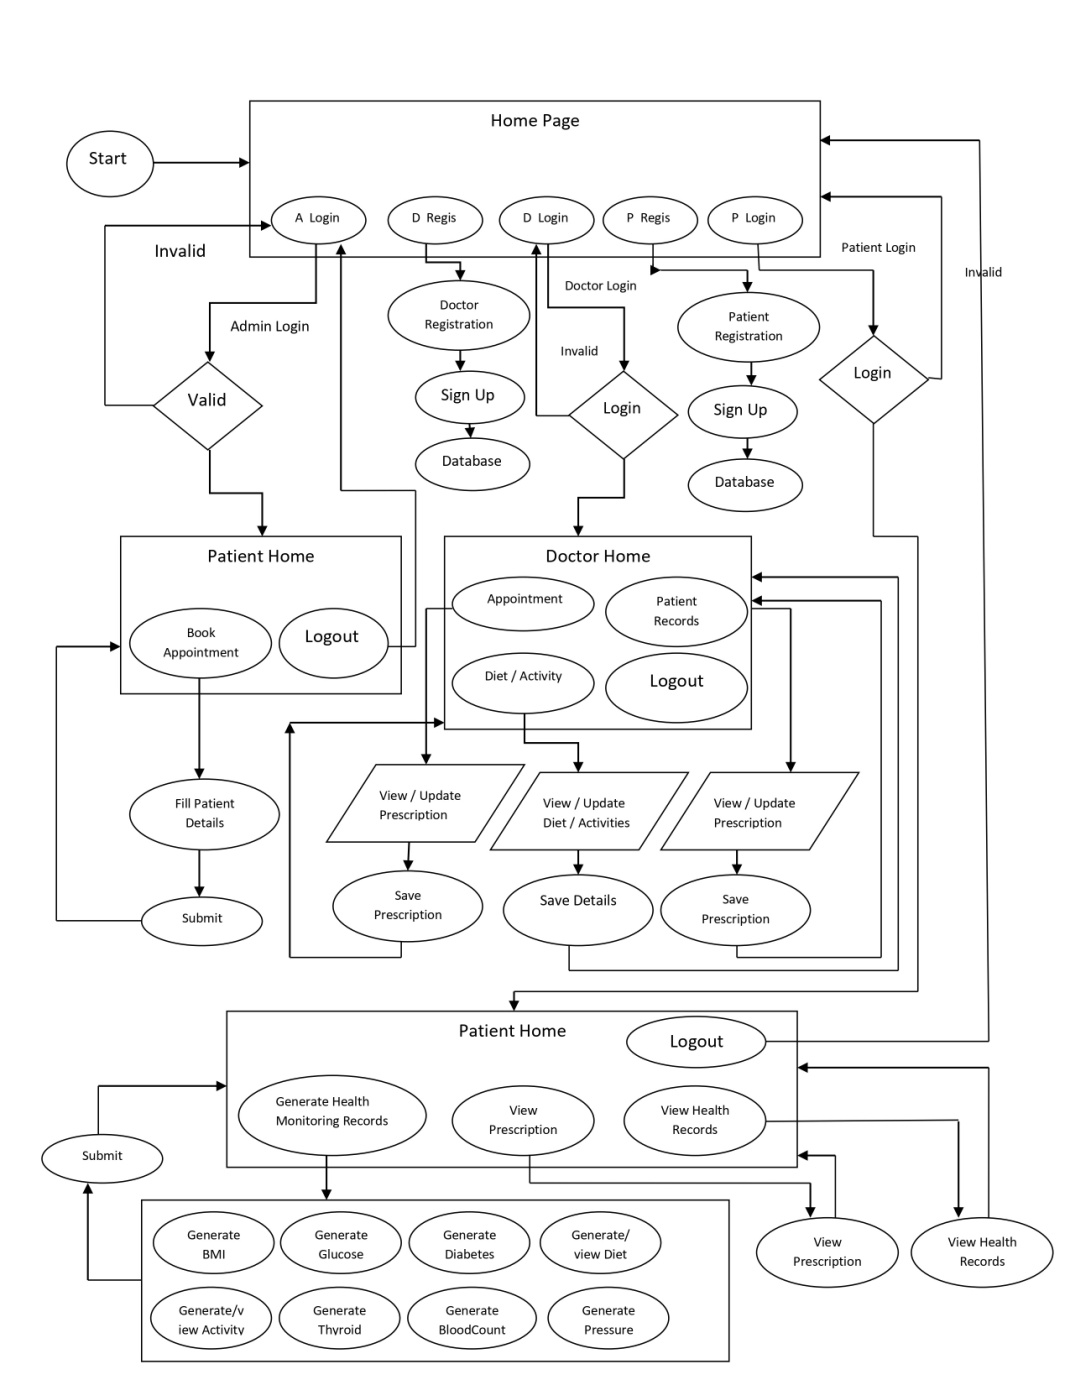 Home Page
Start
A Login
D Regis
D Login
P Regis
P Login
Invalid
Patient Login
Invalid
Doctor Login
Admin Login
Doctor
Registration
Patient
Registration
Invalid
Valid
Sign Up
Login
Sign Up
Login
Database
Database
Patient Home
Book
Appointment
Logout
Doctor Home
Appointment
Patient
Records
Diet / Activity
Logout
Fill Patient
Details
Submit
View / Update
Prescription
View / Update
Diet / Activities
View / Update
Prescription
Save
Prescription
Save Details
Save
Prescription
Patient Home
Logout
Generate Health
Monitoring Records
View
Prescription
View Health
Records
Submit
Generate
BMI
Generate
Glucose
Generate
Diabetes
Generate/
view Diet
View
Prescription
View Health
Records
Generate/v
iew Activity
Generate
Thyroid
Generate
BloodCount
Generate
Pressure